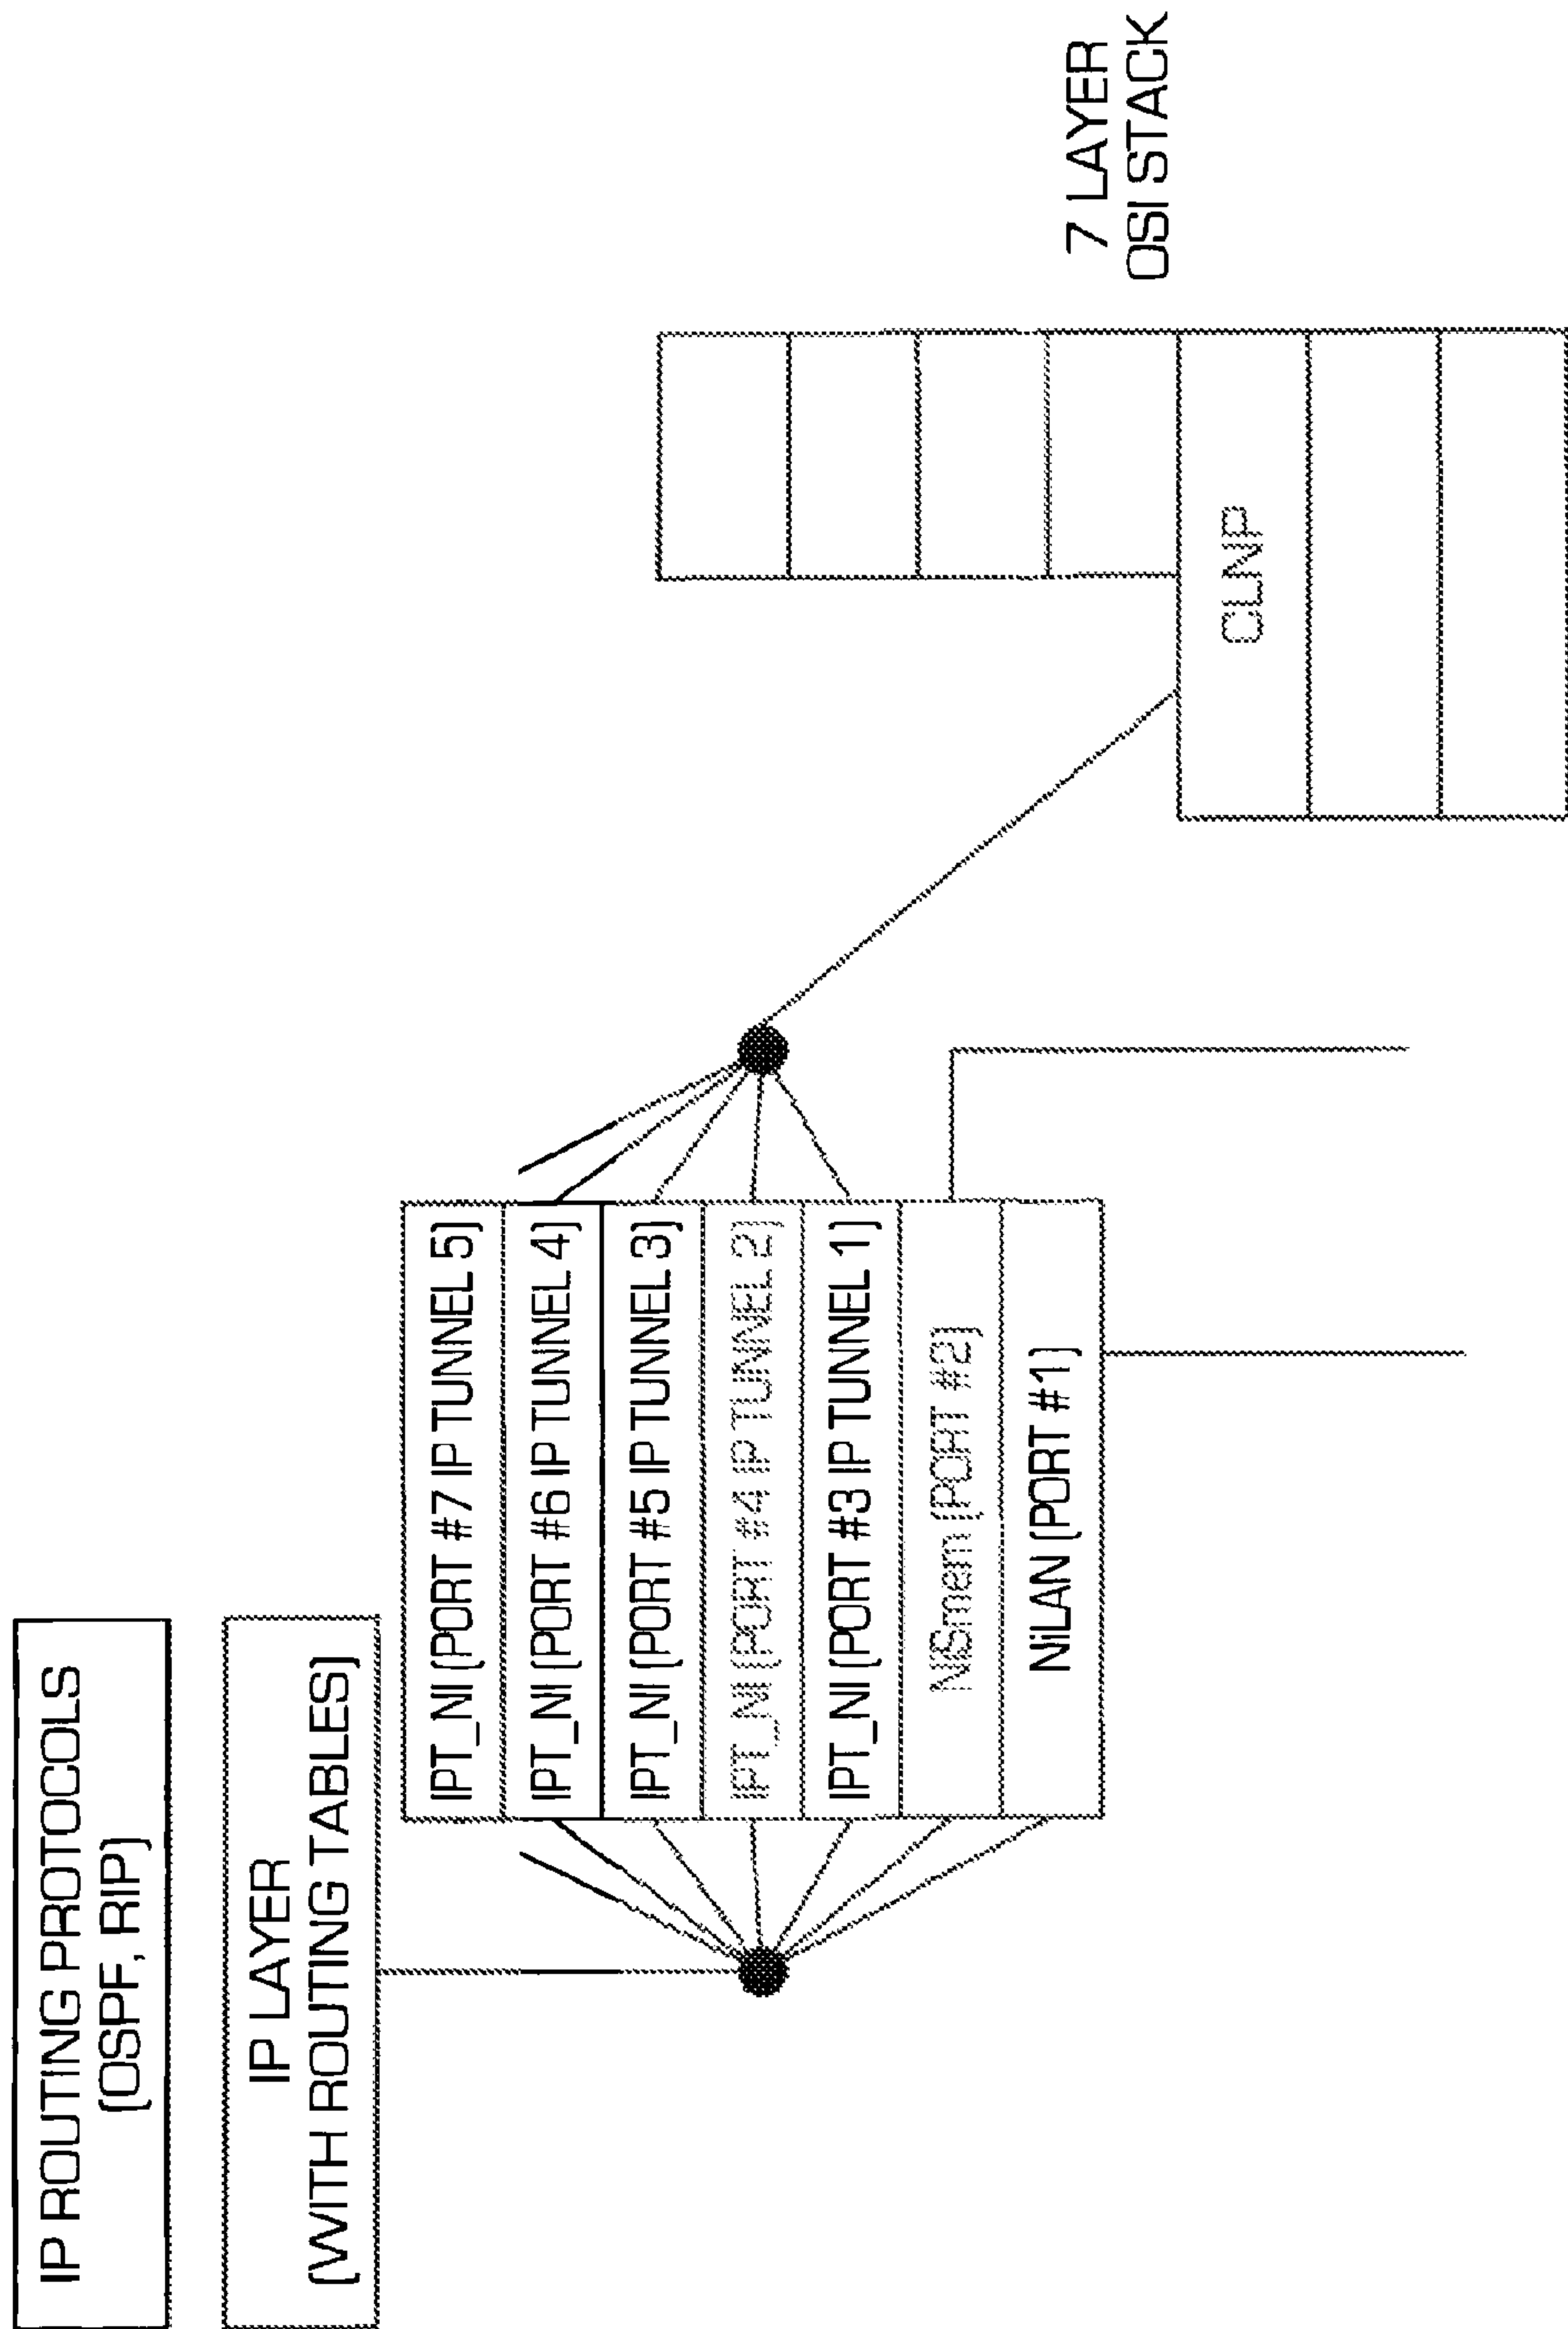 IP ROUTING PROTOCOLS
(OSPF, RIP)
IP LAYER
(WITH ROUTING TABLES)
IPT_NI (PORT #7 IP TUNNEL 5)
IPT_NI (PORT #6 IP TUNNEL 4)
IPT_NI (PORT #5 IP TUNNEL 3)
IPT_NI (PORT #4 IP TUNNEL 2)
IPT_NI (PORT #3 IP TUNNEL 1)
NiSmem (PORT #2)
NiLAN (PORT #1)
CLNP
7 LAYER
OSI STACK